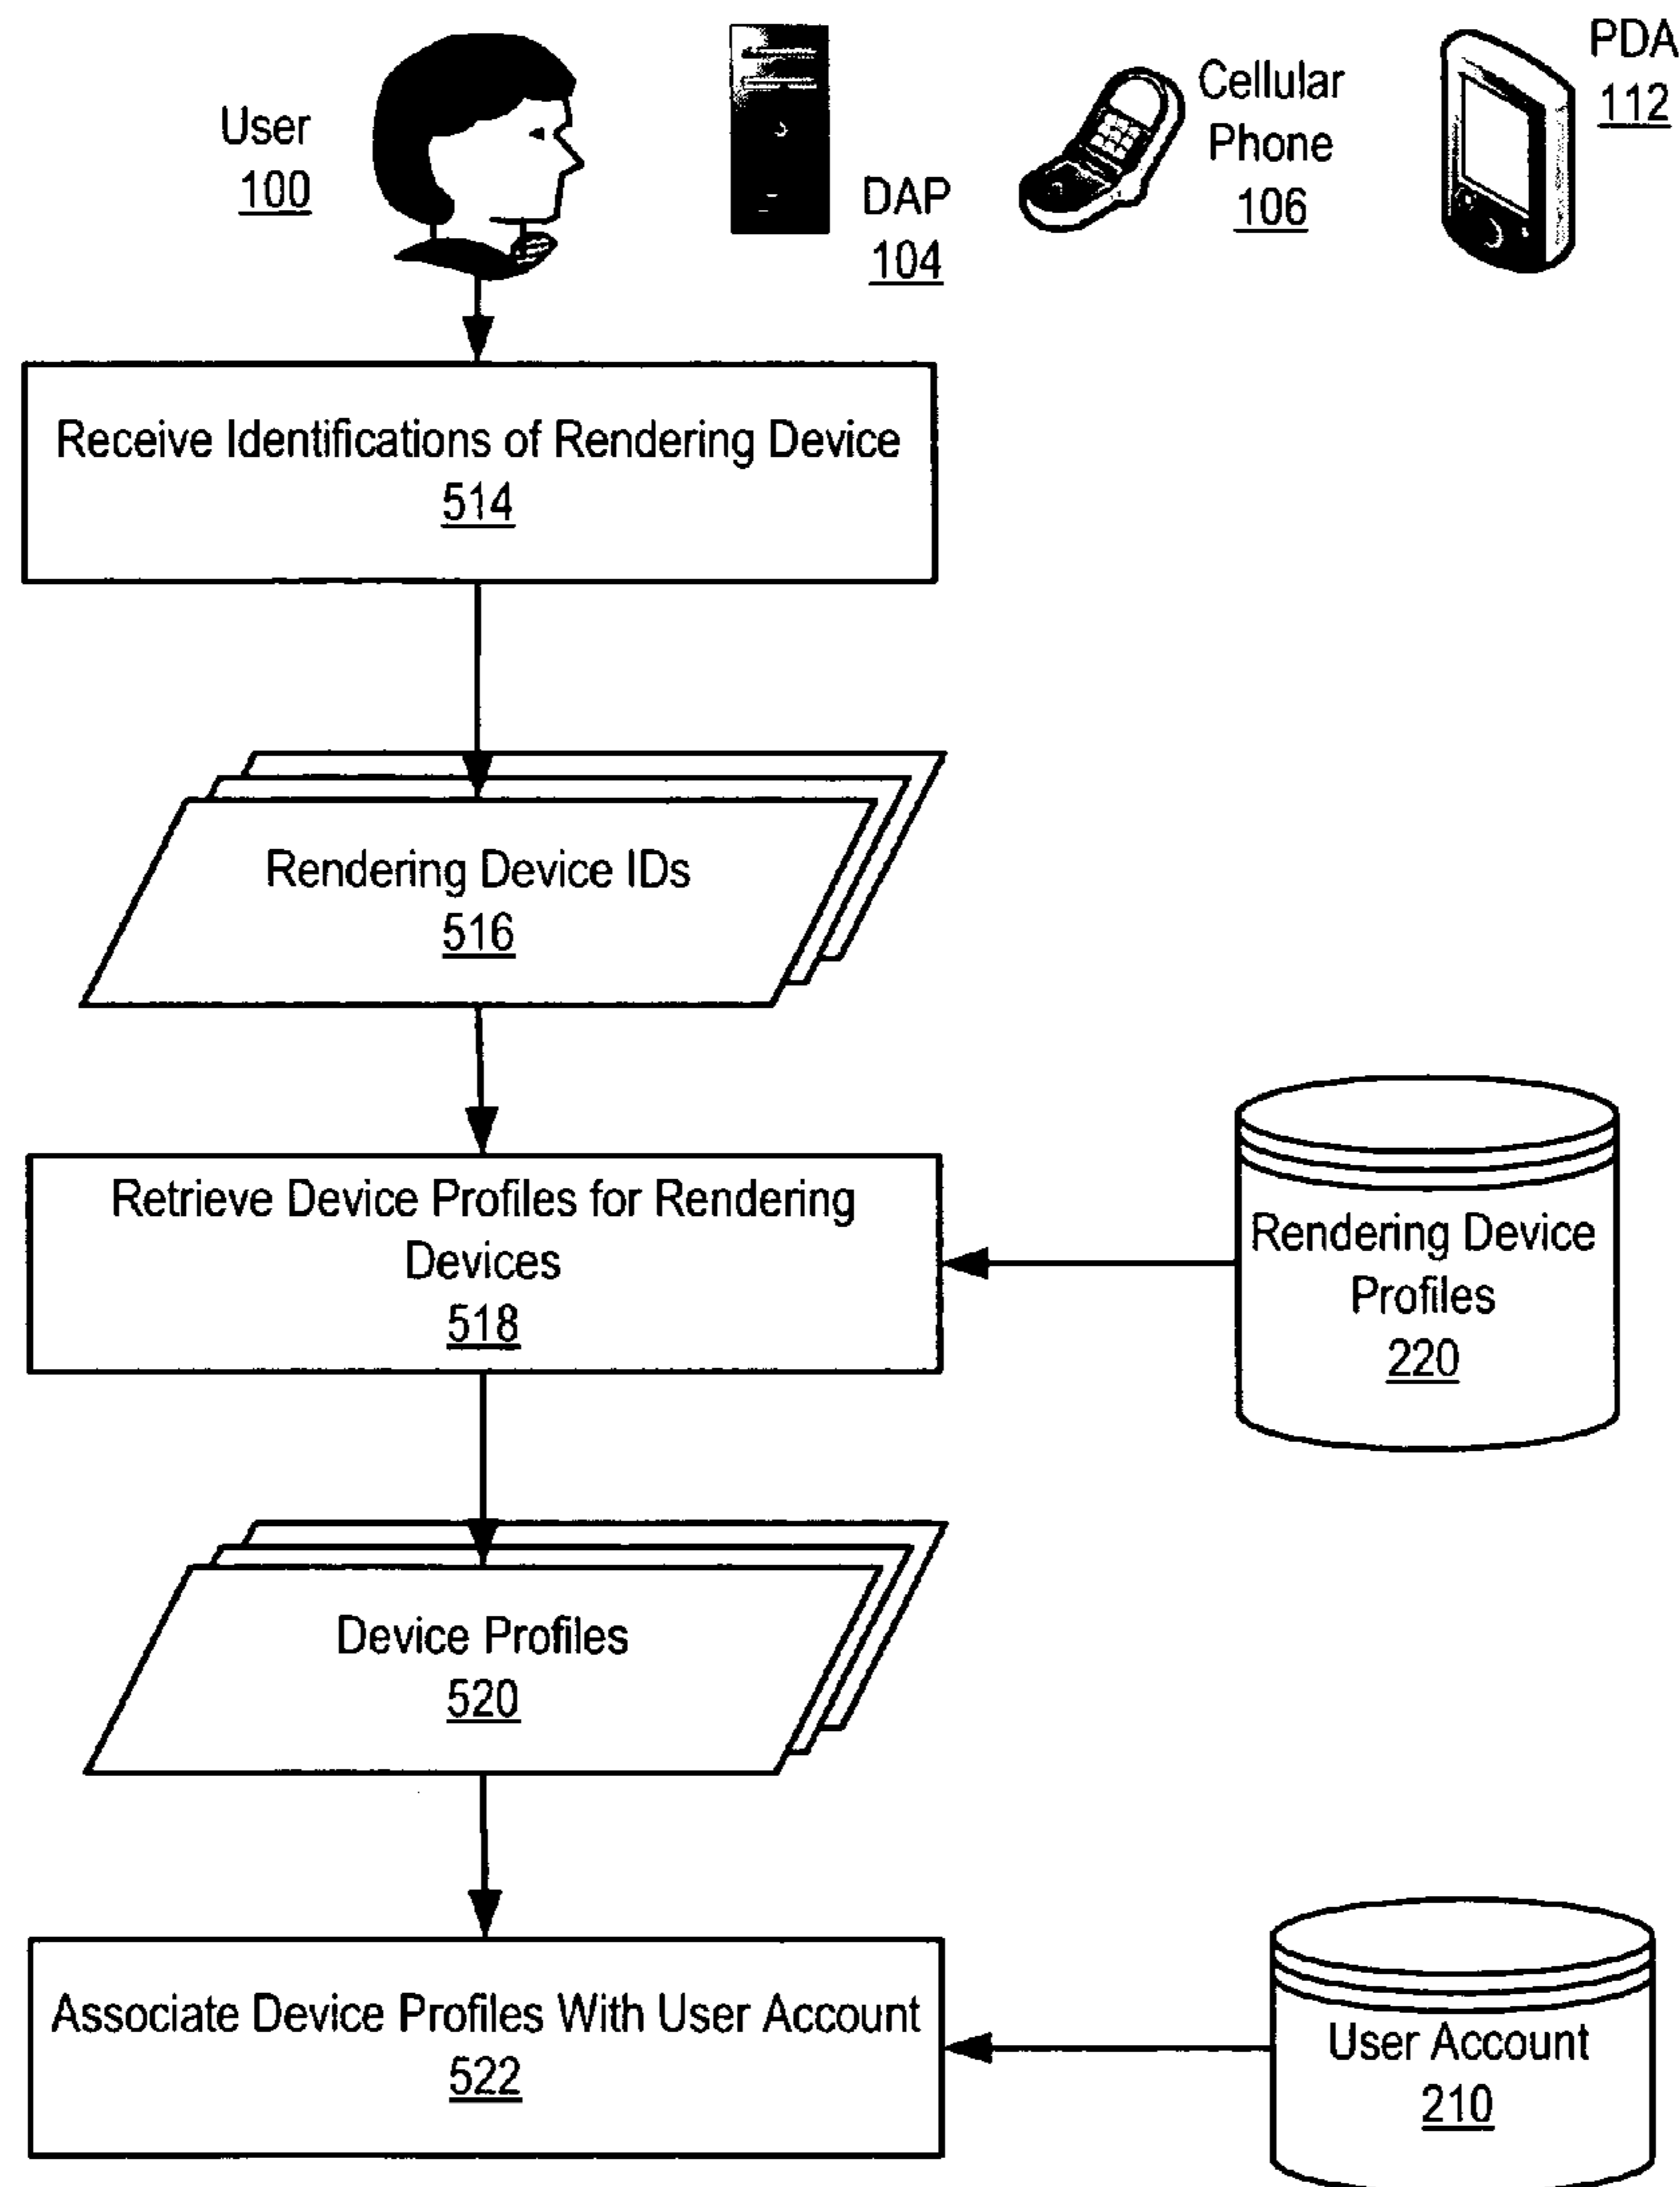 User
100
DAP
104
Cellular
Phone
106
PDA
112
Receive Identifications of Rendering Device
514
Rendering Device IDs
516
Retrieve Device Profiles for Rendering
Devices
518
Rendering Device
Profiles
220
Device Profiles
520
Associate Device Profiles With User Account
522
User Account
210